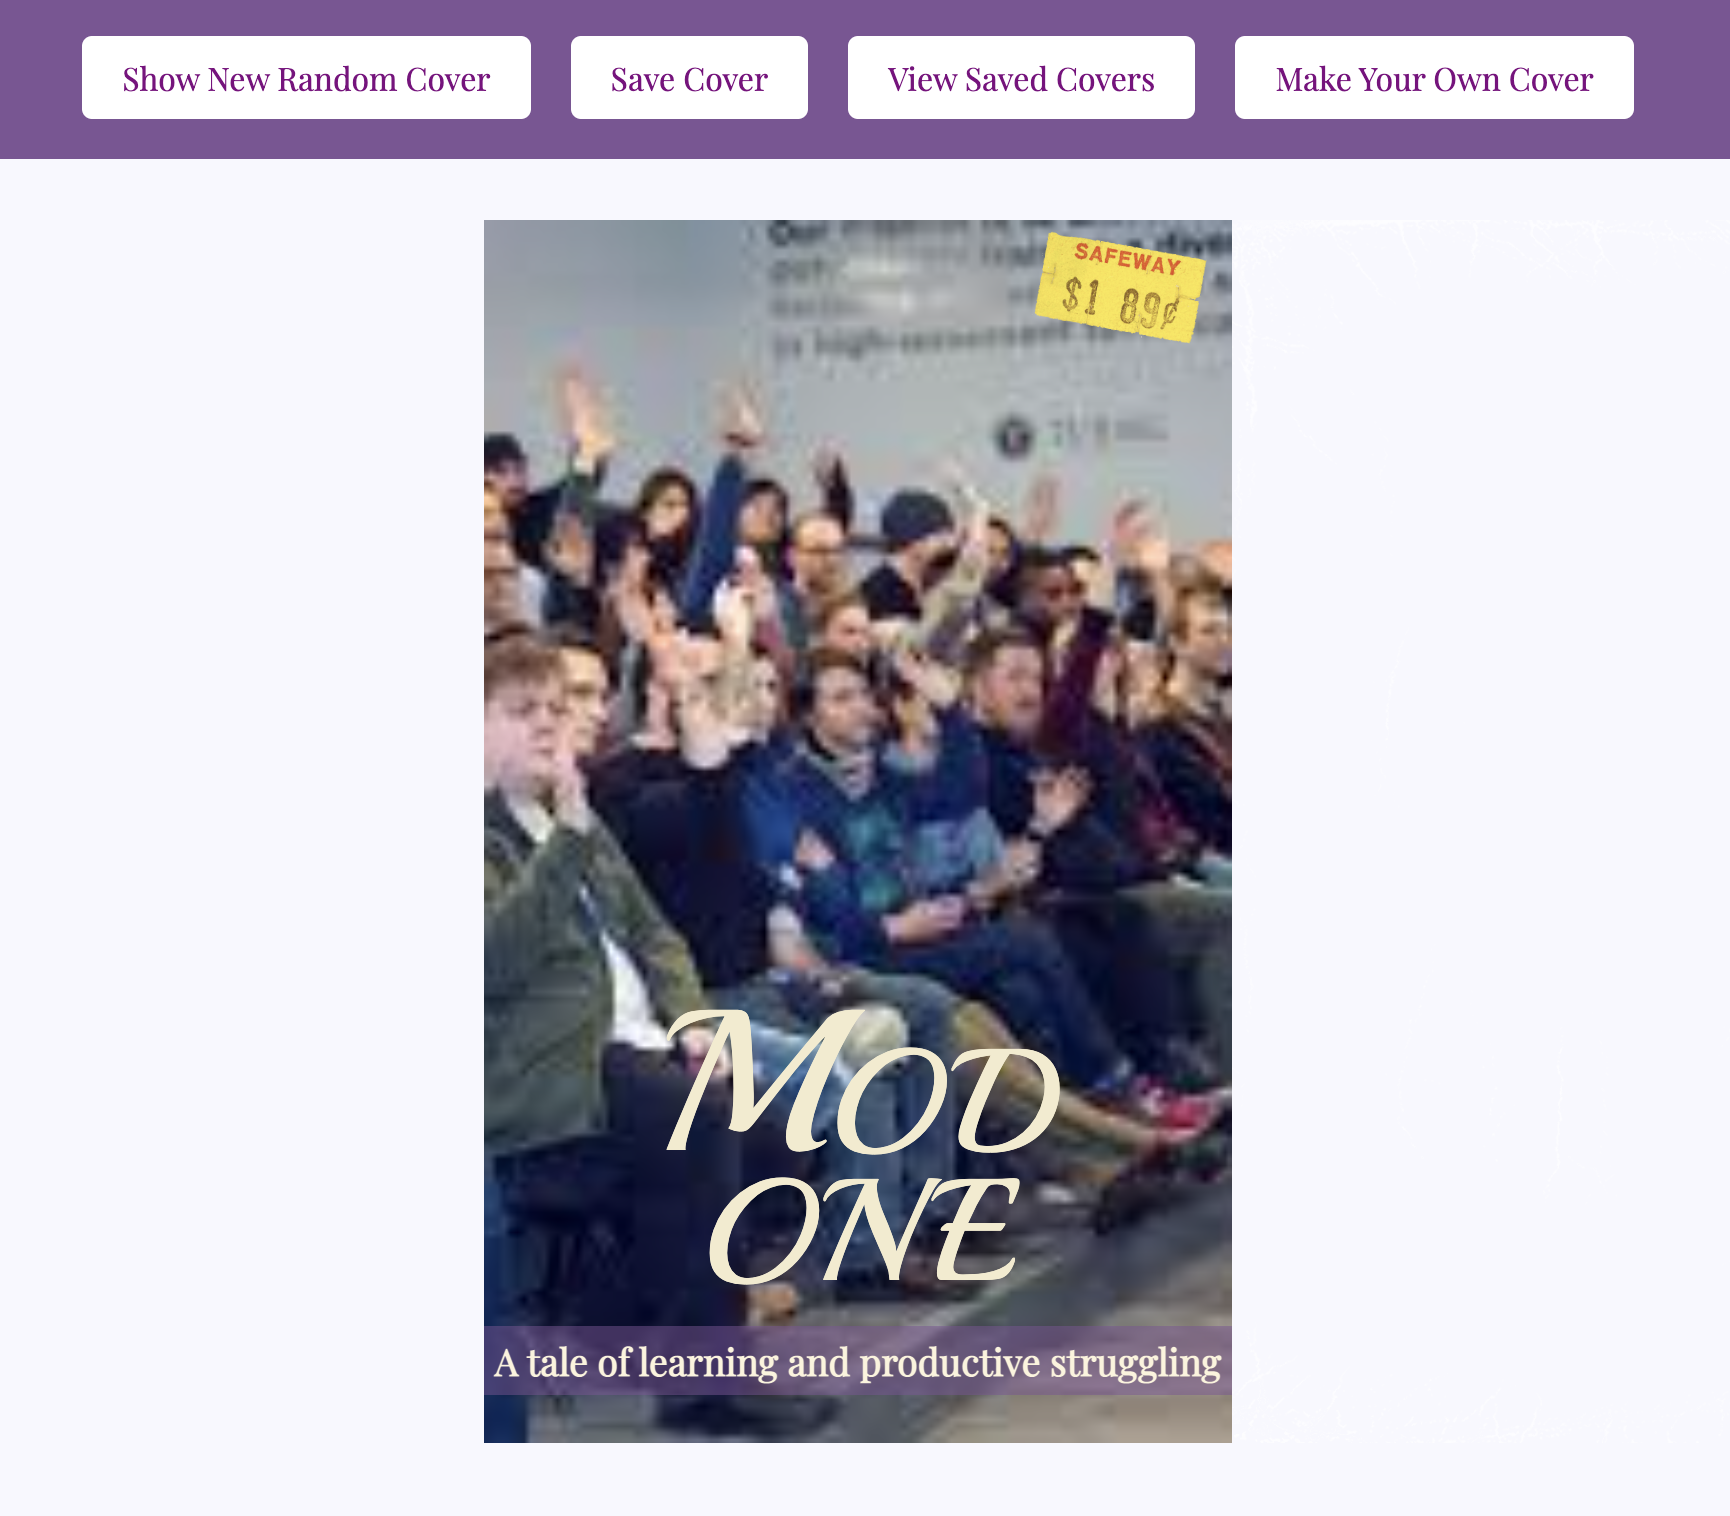 Show New Random Cover
Save Cover
View Saved Covers
Make Your Own Cover
Our
SAFEWAY
$1 89¢
Mod
one
A tale of learning and productive struggling